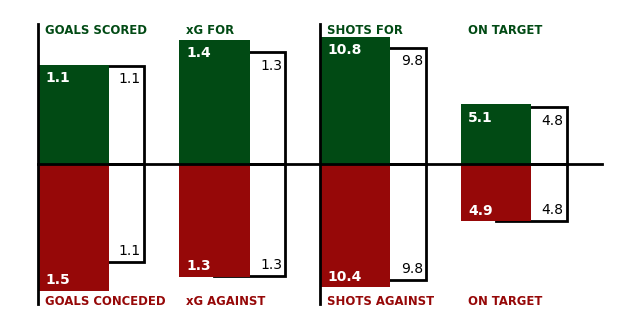 GOALS SCORED xG FOR SHOTS FOR ON TARGET
1.1 1.1 1.4 1.3 10.8 9.8 5.1 4.8
1.5 1.1 1.3 1.3 10.4 9.8 4.9 4.8
GOALS CONCEDED xG AGAINST SHOTS AGAINST ON TARGET